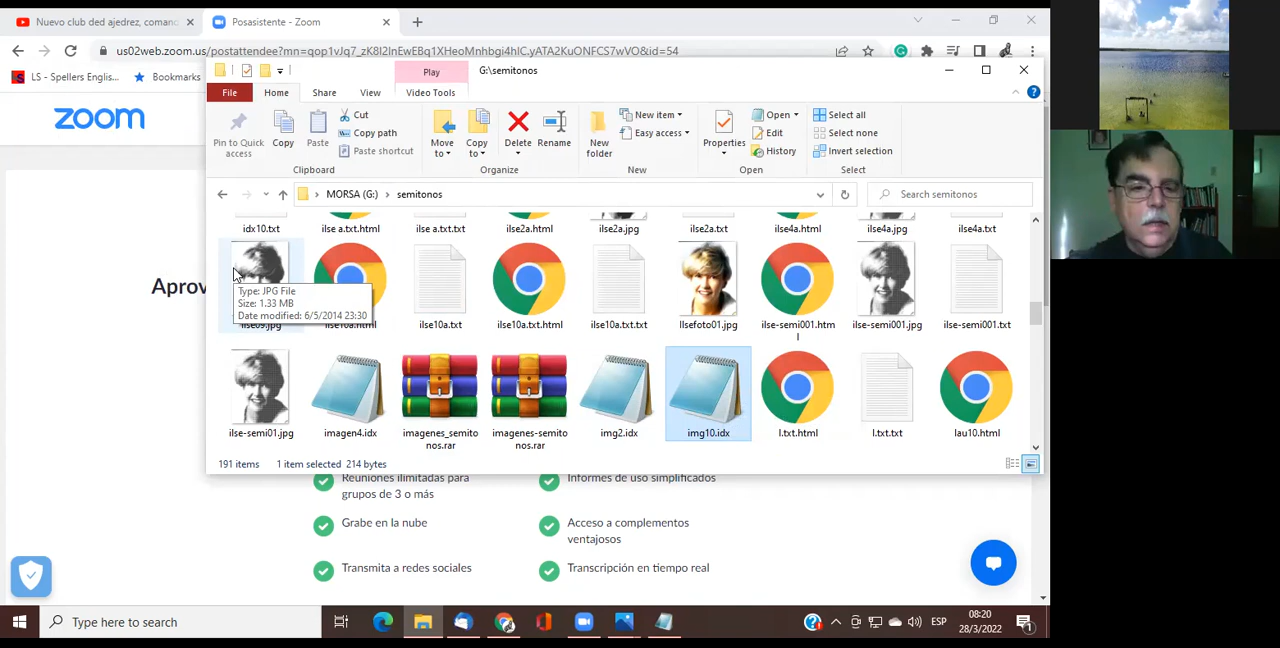 Nuevo club ded ajedrez, coman
Posasistente - Zoom
us02web.zoom.us/postattendee?mn=qop1vJq7_zK8I2InEwEBq1XHeoMnhbgi4hIC.yATA2KuONFCS7wVO&id=54
LS - Spellers Englis...
Bookmarks
zoom
Aprov
Play
G:\semitonos
File
Home
Share
View
Video Tools
Pin to Quick access
Copy
Paste
Cut
Copy path
Paste shortcut
Clipboard
Move to
Copy to
Delete
Rename
Organize
New folder
New item
Easy access
New
Properties
Open
Edit
History
Open
Select all
Select none
Invert selection
Select
MORSA (G:)
semitonos
Search semitonos
idx10.txt
ilse a.txt.html
ilse a.txt.txt
ilse2a.html
ilse2a.jpg
ilse2a.txt
ilse4a.html
ilse4a.jpg
ilse4a.txt
Type: JPG File
Size: 1.33 MB
Date modified: 6/5/2014 23:30
ilse09.jpg
ilse10a.html
ilse10a.txt
ilse10a.txt.html
ilse10a.txt.txt
Ilsefoto01.jpg
ilse-semi001.html
ilse-semi001.jpg
ilse-semi001.txt
ilse-semi01.jpg
imagen4.idx
imagenes_semitonos.rar
imagenes-semitonos.rar
img2.idx
img10.idx
l.txt.html
l.txt.txt
lau10.html
191 items
1 item selected 214 bytes
Reuniones ilimitadas para
grupos de 3 o más
Informes de uso simplificados
Grabe en la nube
Acceso a complementos
ventajosos
Transmita a redes sociales
Transcripción en tiempo real
Type here to search
ESP
08:20
28/3/2022
1